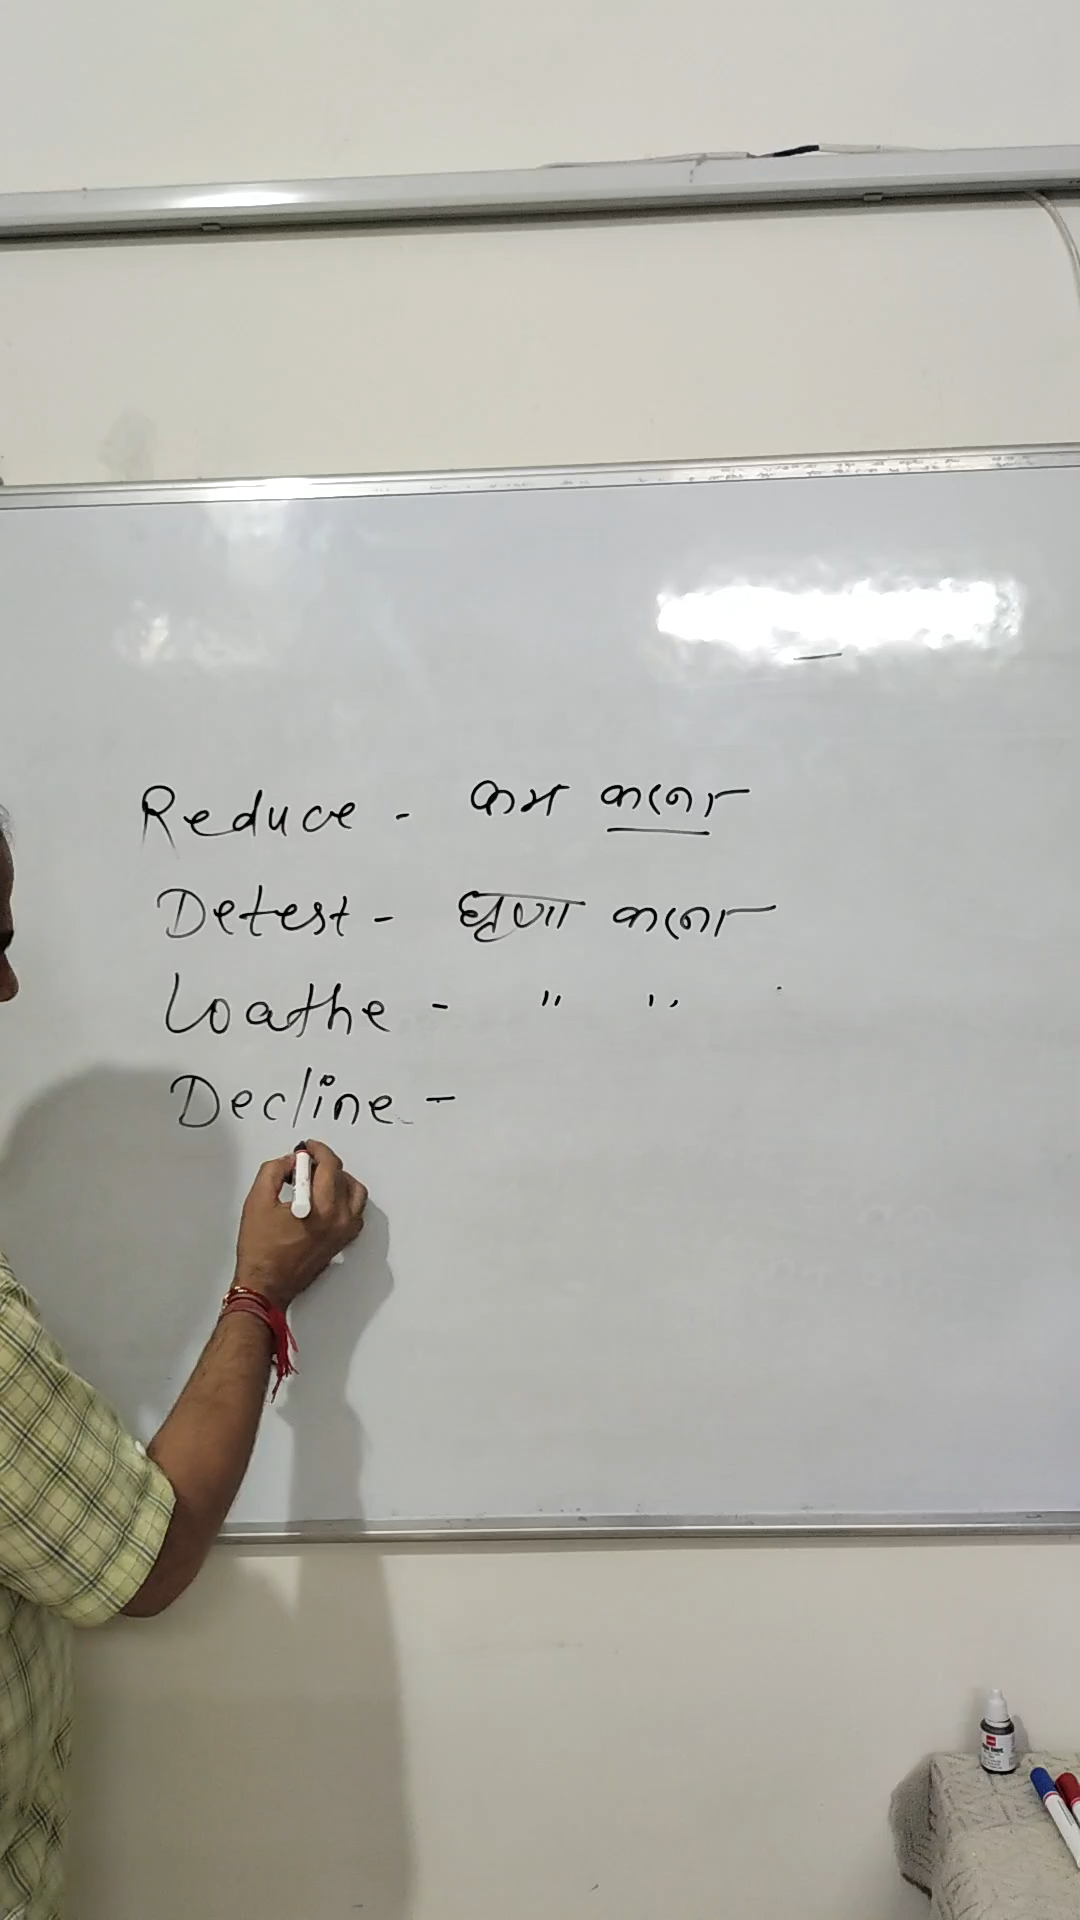 Reduce - कम करना
Detest - घृणा करना
Loathe - " "
Decline -